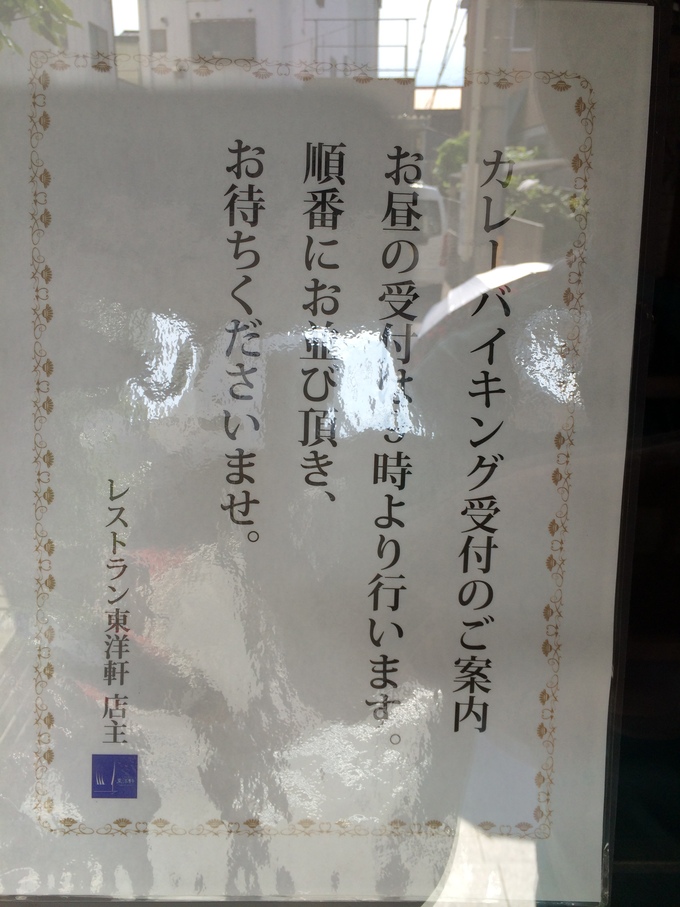 カレーバイキング受付のご案内
お昼の受付は時より行います。
順番にお並び頂き、
お待ちくださいませ。
レストラン東洋軒 店主